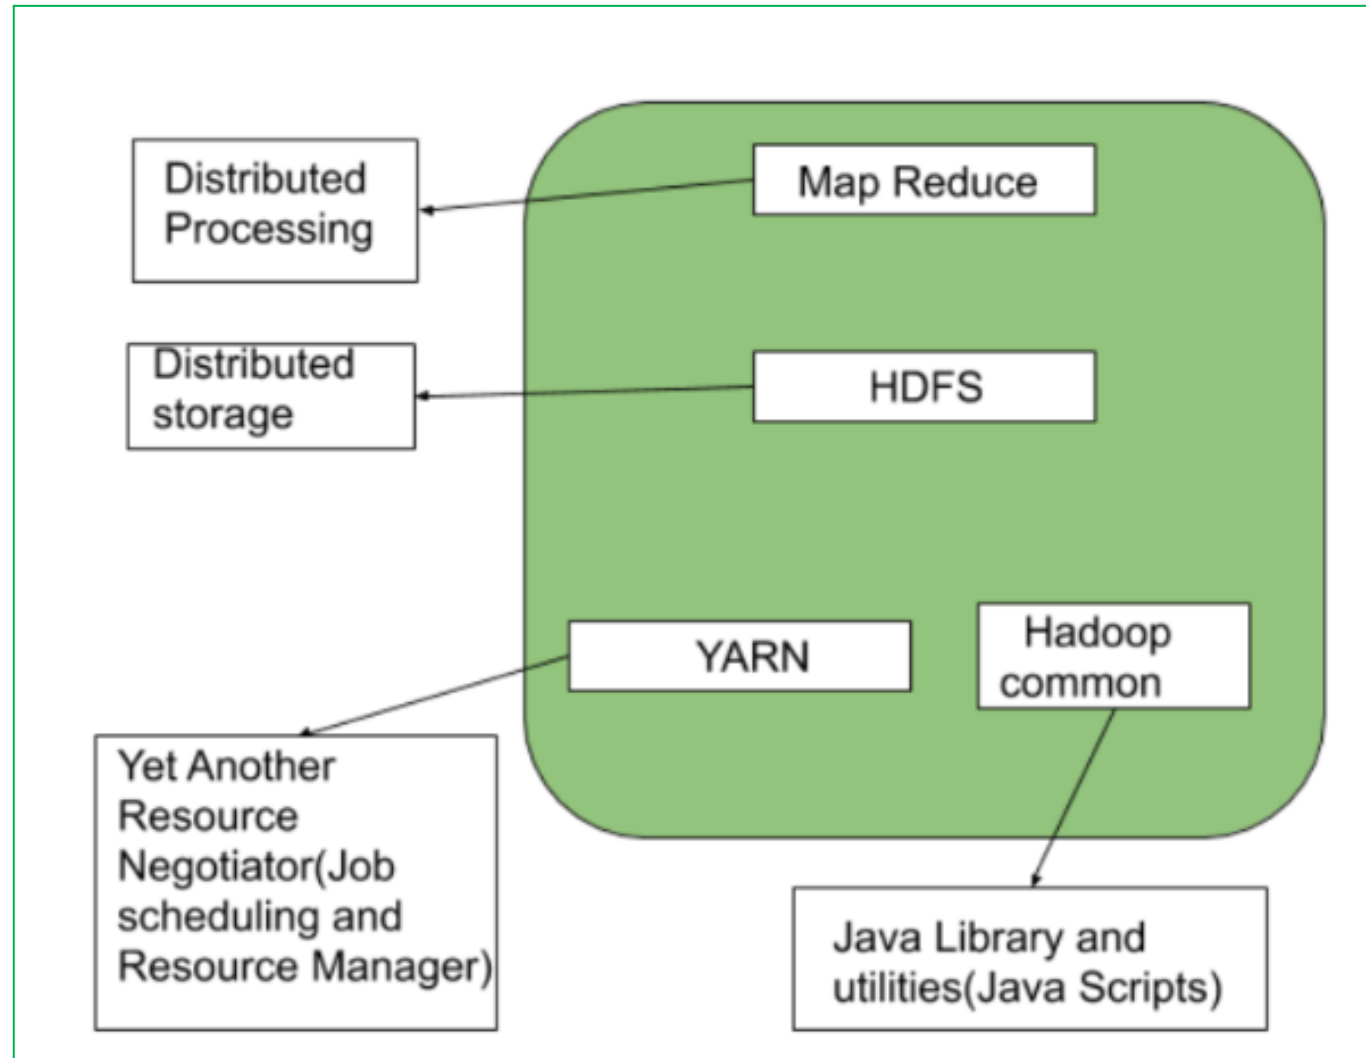 Distributed
Processing
Map Reduce
Distributed
storage
HDFS
YARN
Hadoop
common
Yet Another
Resource
Negotiator(Job
scheduling and
Resource Manager)
Java Library and
utilities(Java Scripts)